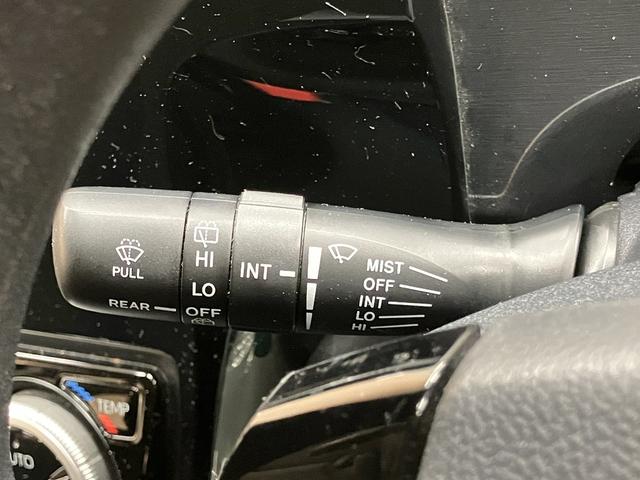 PULL
REAR
HI
LO
OFF
INT
MIST
OFF
INT
LO
HI
TEMP